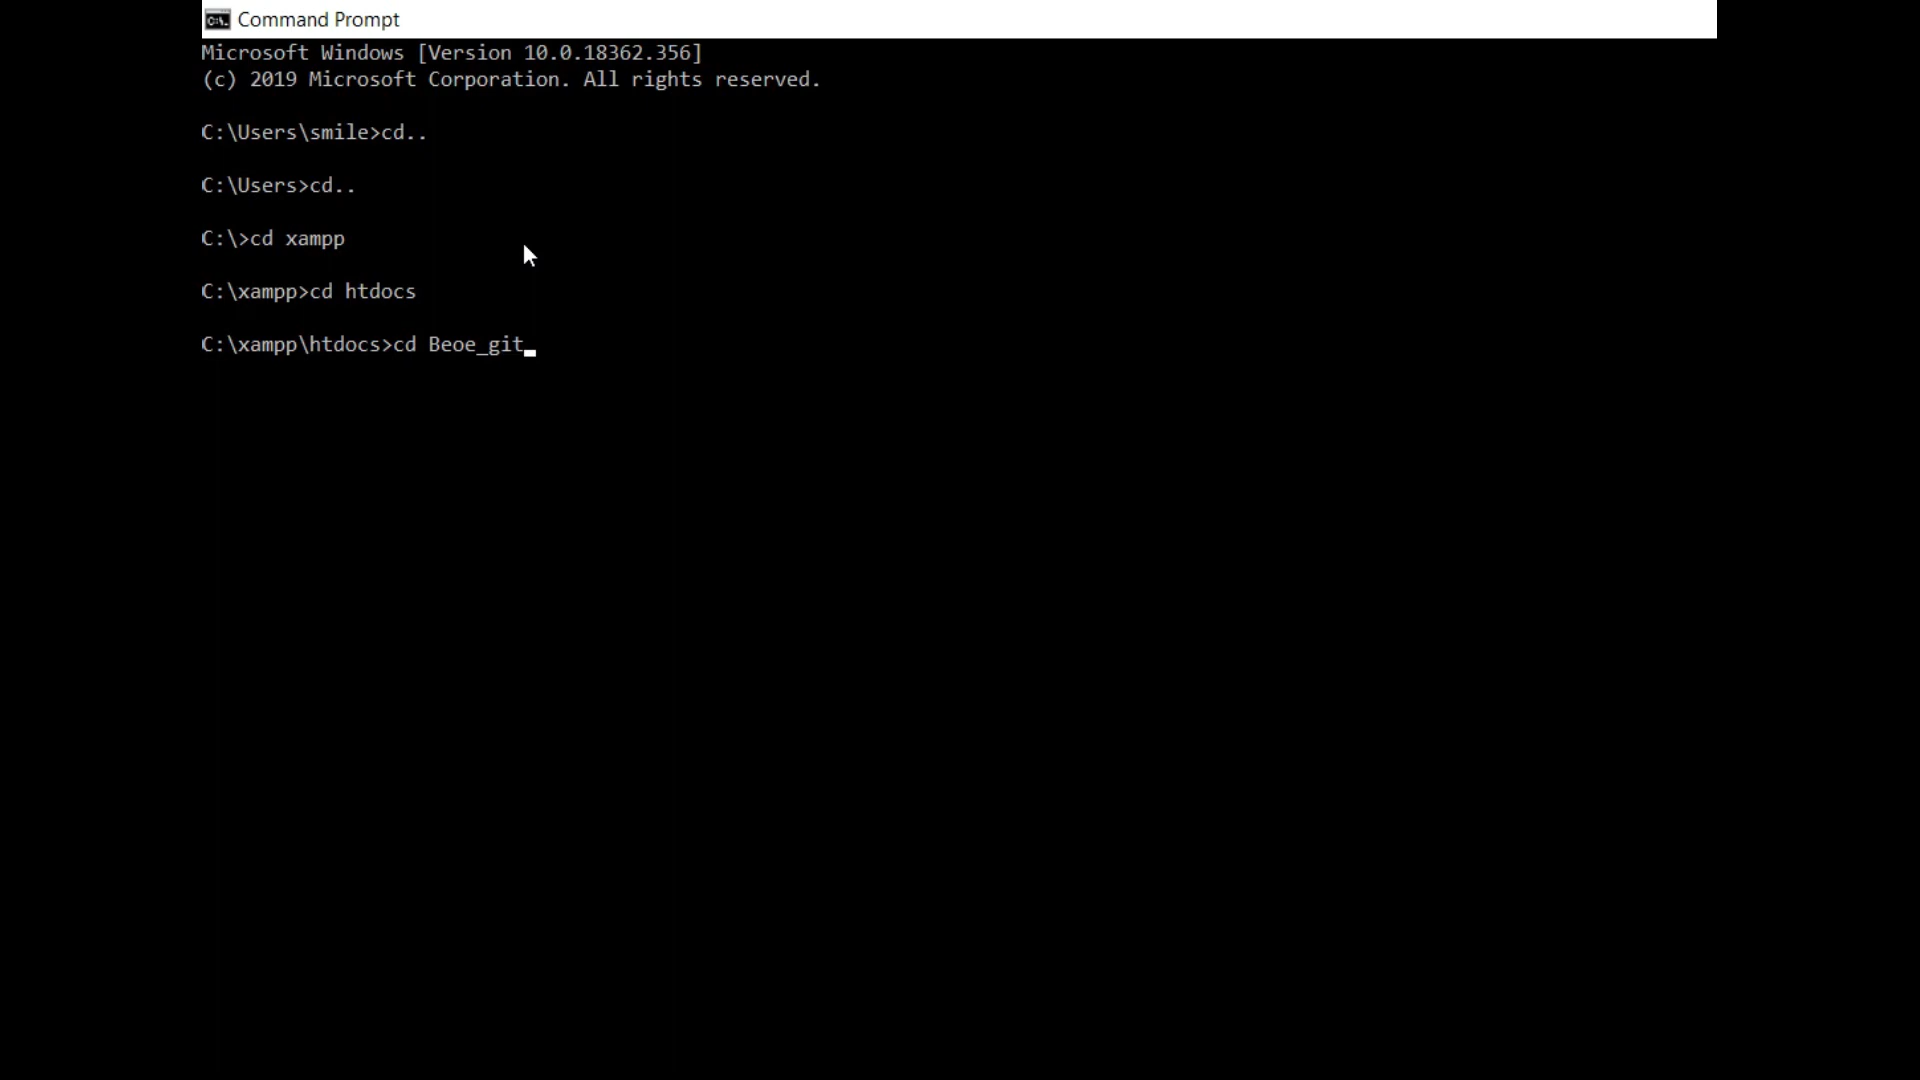 Command Prompt
Microsoft Windows [Version 10.0.18362.356]
(c) 2019 Microsoft Corporation. All rights reserved.
C:\Users\smile>cd..
C:\Users>cd..
C:\>cd xampp
C:\xampp>cd htdocs
C:\xampp\htdocs>cd Beoe_git